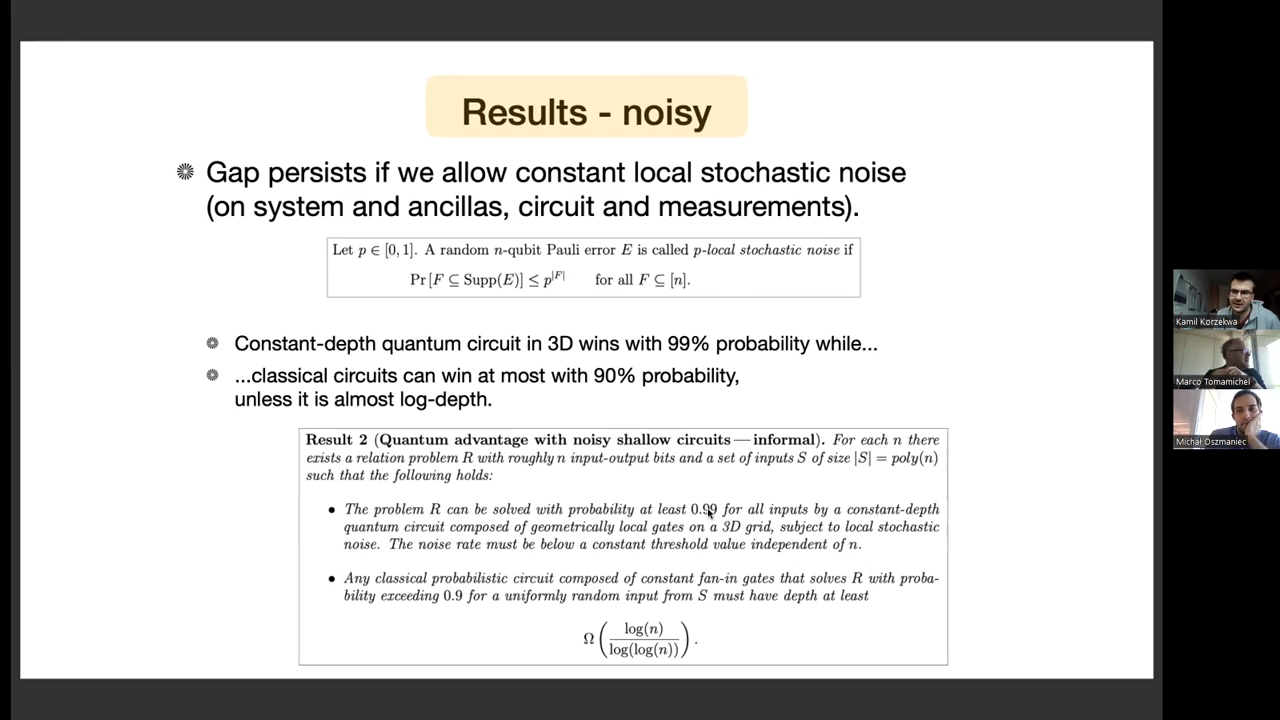 Results - noisy
Gap persists if we allow constant local stochastic noise
(on system and ancillas, circuit and measurements).
Let p ∈ [0, 1]. A random n-qubit Pauli error E is called p-local stochastic noise if
Pr [F ⊆ Supp(E)] ≤ p^{|F|} for all F ⊆ [n].
Constant-depth quantum circuit in 3D wins with 99% probability while...
...classical circuits can win at most with 90% probability,
unless it is almost log-depth.
Result 2 (Quantum advantage with noisy shallow circuits — informal). For each n there
exists a relation problem R with roughly n input-output bits and a set of inputs S of size |S| = poly(n)
such that the following holds:
• The problem R can be solved with probability at least 0.99 for all inputs by a constant-depth
quantum circuit composed of geometrically local gates on a 3D grid, subject to local stochastic
noise. The noise rate must be below a constant threshold value independent of n.
• Any classical probabilistic circuit composed of constant fan-in gates that solves R with proba-
bility exceeding 0.9 for a uniformly random input from S must have depth at least
Ω ( log(n) / log(log(n)) ) .
Kamil Korzekwa
Marco Tomamichel
Michał Oszmaniec